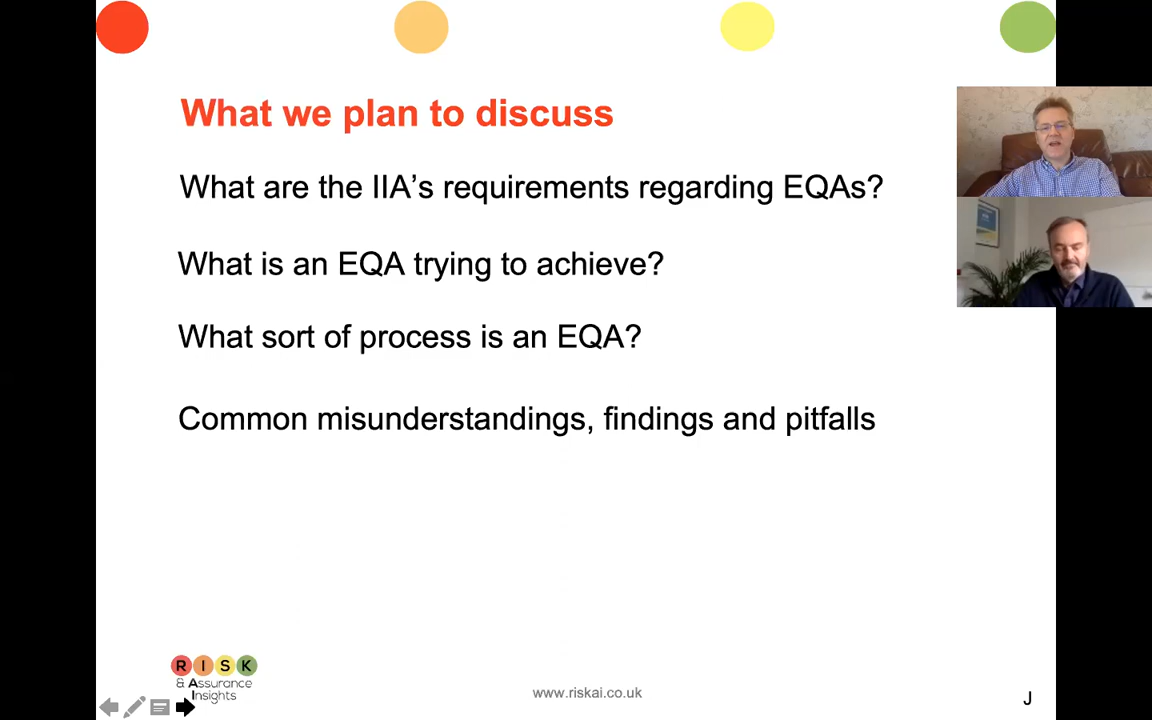 What we plan to discuss
What are the IIA’s requirements regarding EQAs?
What is an EQA trying to achieve?
What sort of process is an EQA?
Common misunderstandings, findings and pitfalls
R I S K
& Assurance
Insights
www.riskai.co.uk
J